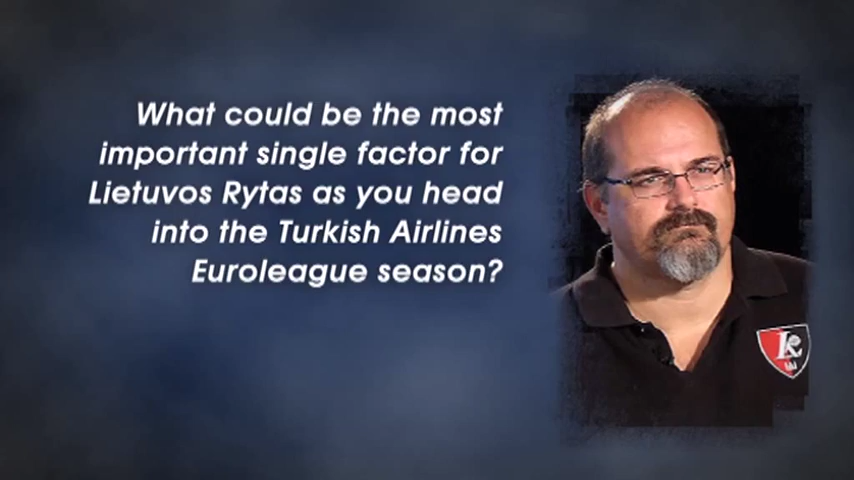 What could be the most
important single factor for
Lietuvos Rytas as you head
into the Turkish Airlines
Euroleague season?